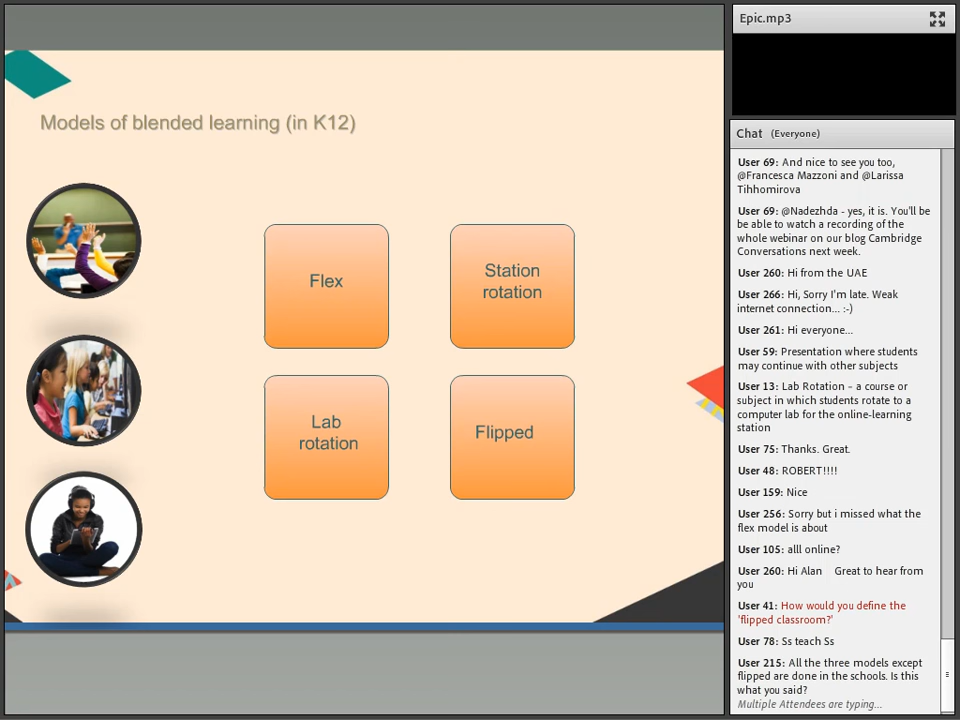 Models of blended learning (in K12)
Flex
Station
rotation
Lab
rotation
Flipped
Epic.mp3
Chat (Everyone)
User 69: And nice to see you too,
@Francesca Mazzoni and @Larissa
Tihhomirova
User 69: @Nadezhda - yes, it is. You'll be
be able to watch a recording of the
whole webinar on our blog Cambridge
Conversations next week.
User 260: Hi from the UAE
User 266: Hi, Sorry I'm late. Weak
internet connection... :-)
User 261: Hi everyone...
User 59: Presentation where students
may continue with other subjects
User 13: Lab Rotation – a course or
subject in which students rotate to a
computer lab for the online-learning
station
User 75: Thanks. Great.
User 48: ROBERT!!!!
User 159: Nice
User 256: Sorry but i missed what the
flex model is about
User 105: alll online?
User 260: Hi Alan Great to hear from
you
User 41: How would you define the
'flipped classroom?'
User 78: Ss teach Ss
User 215: All the three models except
flipped are done in the schools. Is this
what you said?
Multiple Attendees are typing...